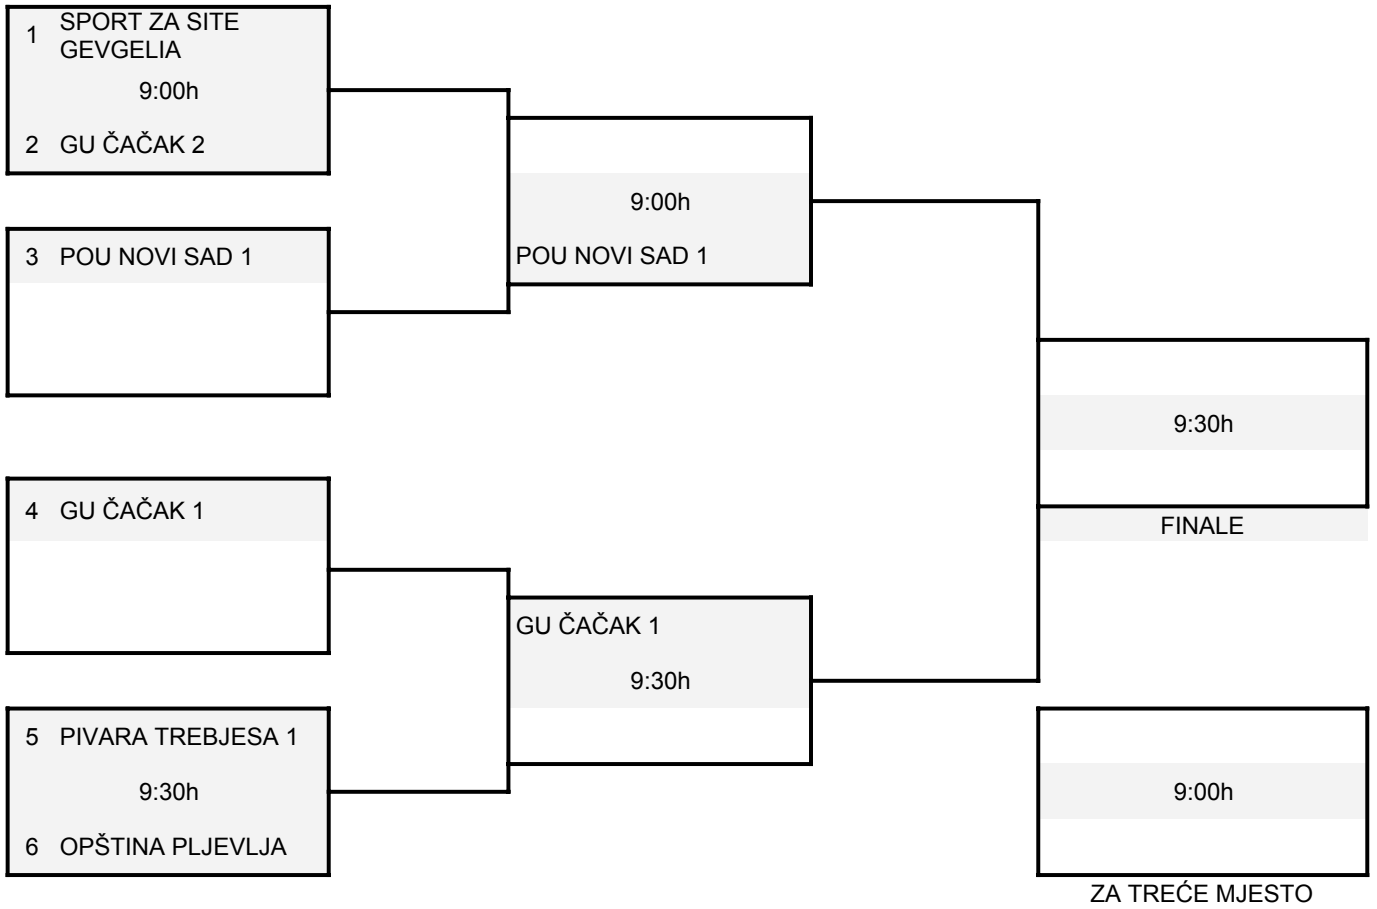 1 SPORT ZA SITE
GEVGELIA
9:00h
2 GU ČAČAK 2
3 POU NOVI SAD 1
4 GU ČAČAK 1
5 PIVARA TREBJESA 1
9:30h
6 OPŠTINA PLJEVLJA
9:00h
POU NOVI SAD 1
GU ČAČAK 1
9:30h
9:30h
FINALE
9:00h
ZA TREĆE MJESTO